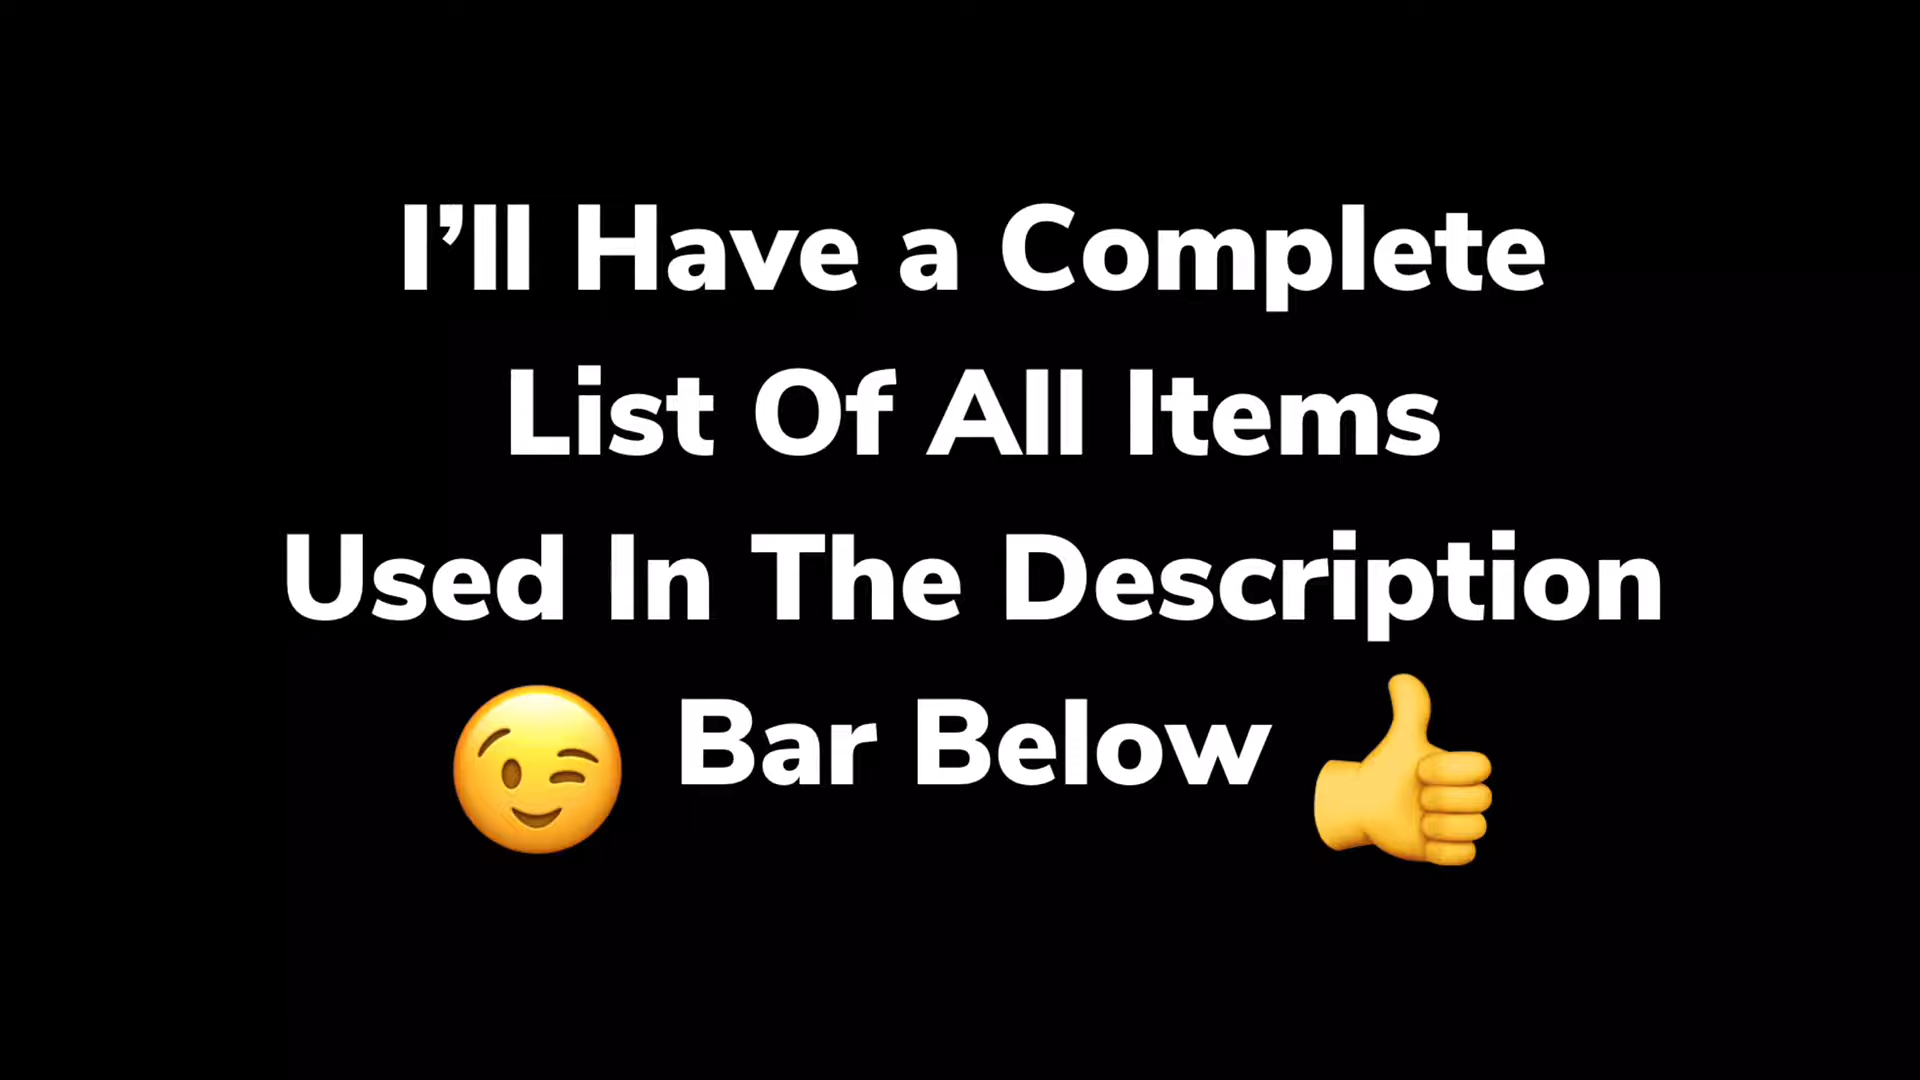 I’ll Have a Complete
List Of All Items
Used In The Description
😉 Bar Below 👍